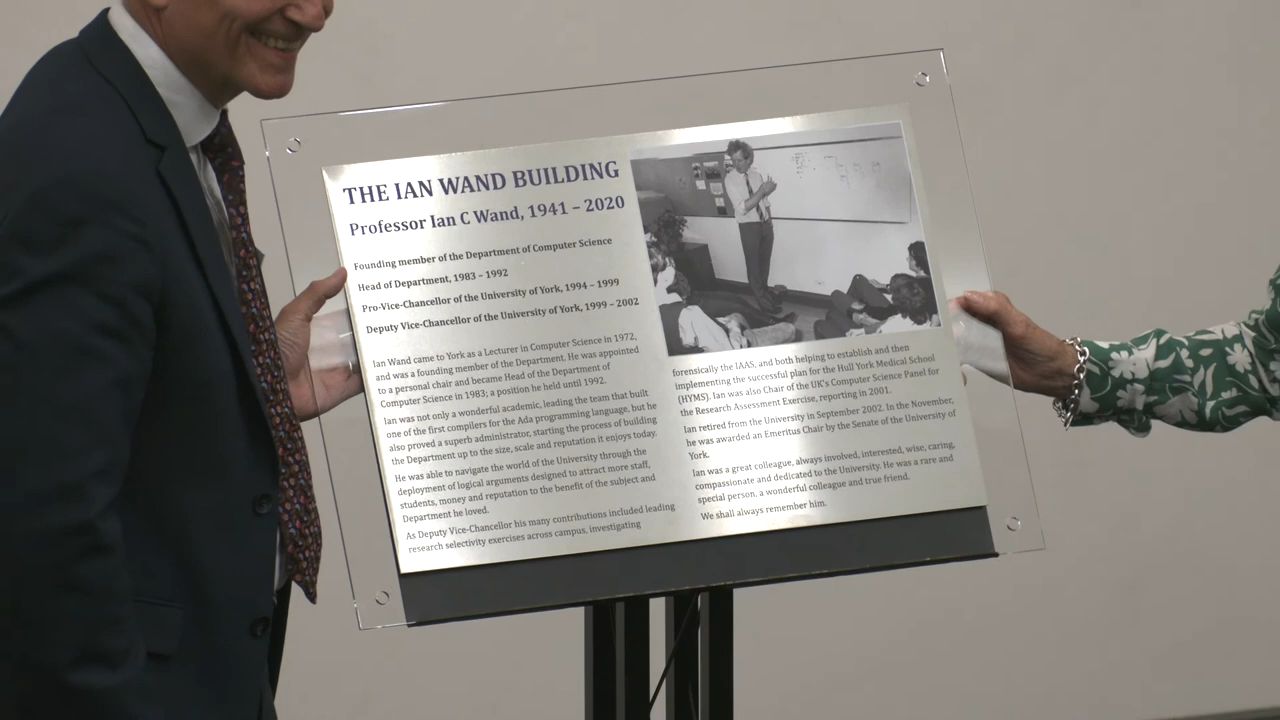 THE IAN WAND BUILDING
Professor Ian C Wand, 1941 – 2020
Founding member of the Department of Computer Science
Head of Department, 1983 – 1992
Pro-Vice-Chancellor of the University of York, 1994 – 1999
Deputy Vice-Chancellor of the University of York, 1999 – 2002
Ian Wand came to York as a Lecturer in Computer Science in 1972,
and was a founding member of the Department. He was appointed
to a personal chair and became Head of the Department of
Computer Science in 1983; a position he held until 1992.
Ian was not only a wonderful academic, leading the team that built
one of the first compilers for the Ada programming language, but he
also proved a superb administrator, starting the process of building
the Department up to the size, scale and reputation it enjoys today.
He was able to navigate the world of the University through the
deployment of logical arguments designed to attract more staff,
students, money and reputation to the benefit of the subject and
Department he loved.
As Deputy Vice-Chancellor his many contributions included leading
research selectivity exercises across campus, investigating
forensically the IAAS, and both helping to establish and then
implementing the successful plan for the Hull York Medical School
(HYMS). Ian was also Chair of the UK's Computer Science Panel for
the Research Assessment Exercise, reporting in 2001.
Ian retired from the University in September 2002. In the November,
he was awarded an Emeritus Chair by the Senate of the University of
York.
Ian was a great colleague, always involved, interested, wise, caring,
compassionate and dedicated to the University. He was a rare and
special person, a wonderful colleague and true friend.
We shall always remember him.